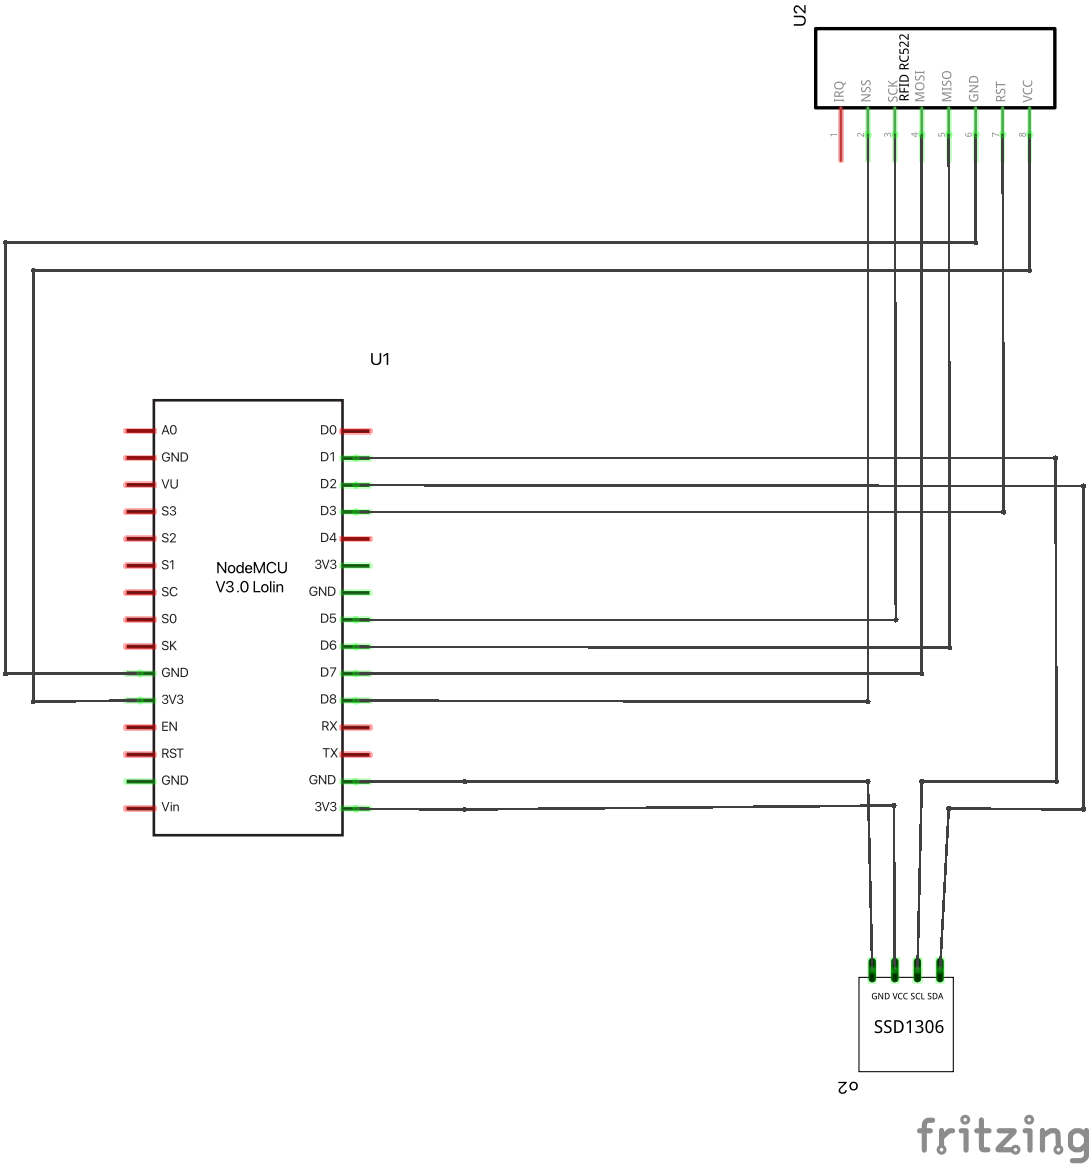 U2
RFID RC522
IRQ
NSS
SCK
MOSI
MISO
GND
RST
VCC
1
2
3
4
5
6
7
8
U1
NodeMCU
V3.0 Lolin
A0
GND
VU
S3
S2
S1
SC
S0
SK
GND
3V3
EN
RST
GND
Vin
D0
D1
D2
D3
D4
3V3
GND
D5
D6
D7
D8
RX
TX
GND
3V3
GND VCC SCL SDA
SSD1306
o2
fritzing